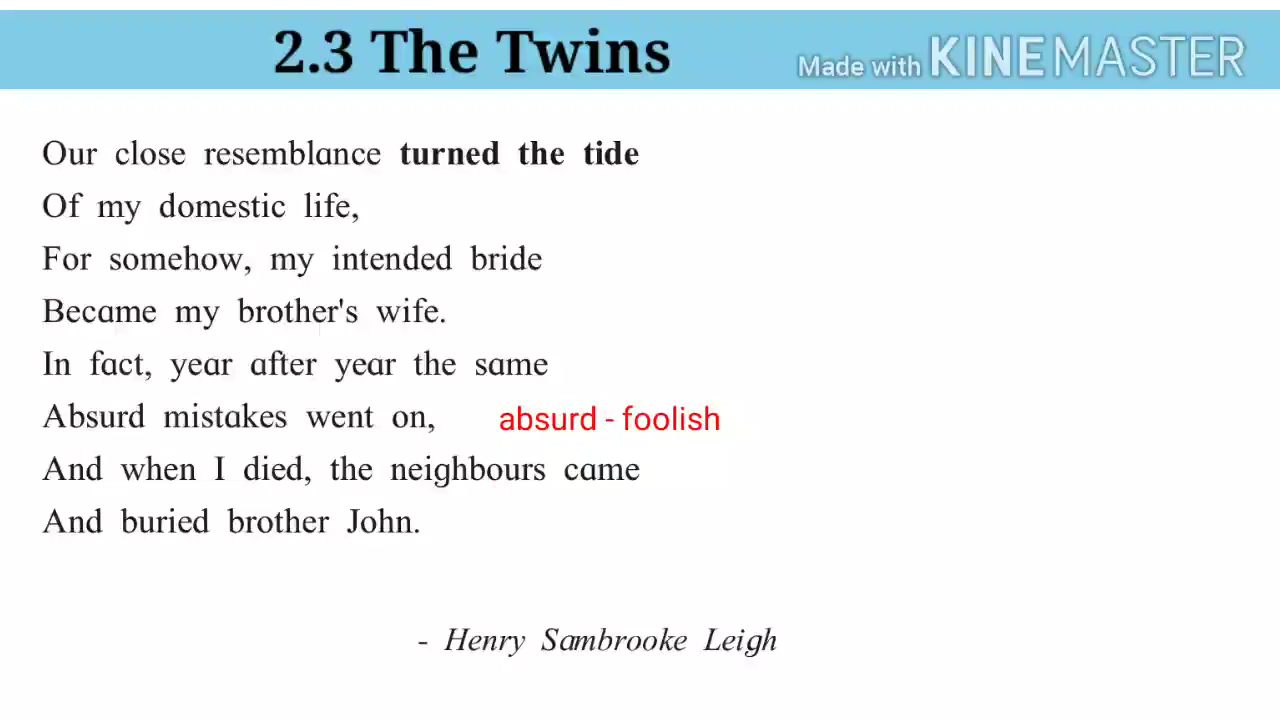 2.3 The Twins
Made with KINEMASTER
Our close resemblance turned the tide
Of my domestic life,
For somehow, my intended bride
Became my brother's wife.
In fact, year after year the same
Absurd mistakes went on,
absurd - foolish
And when I died, the neighbours came
And buried brother John.
- Henry Sambrooke Leigh